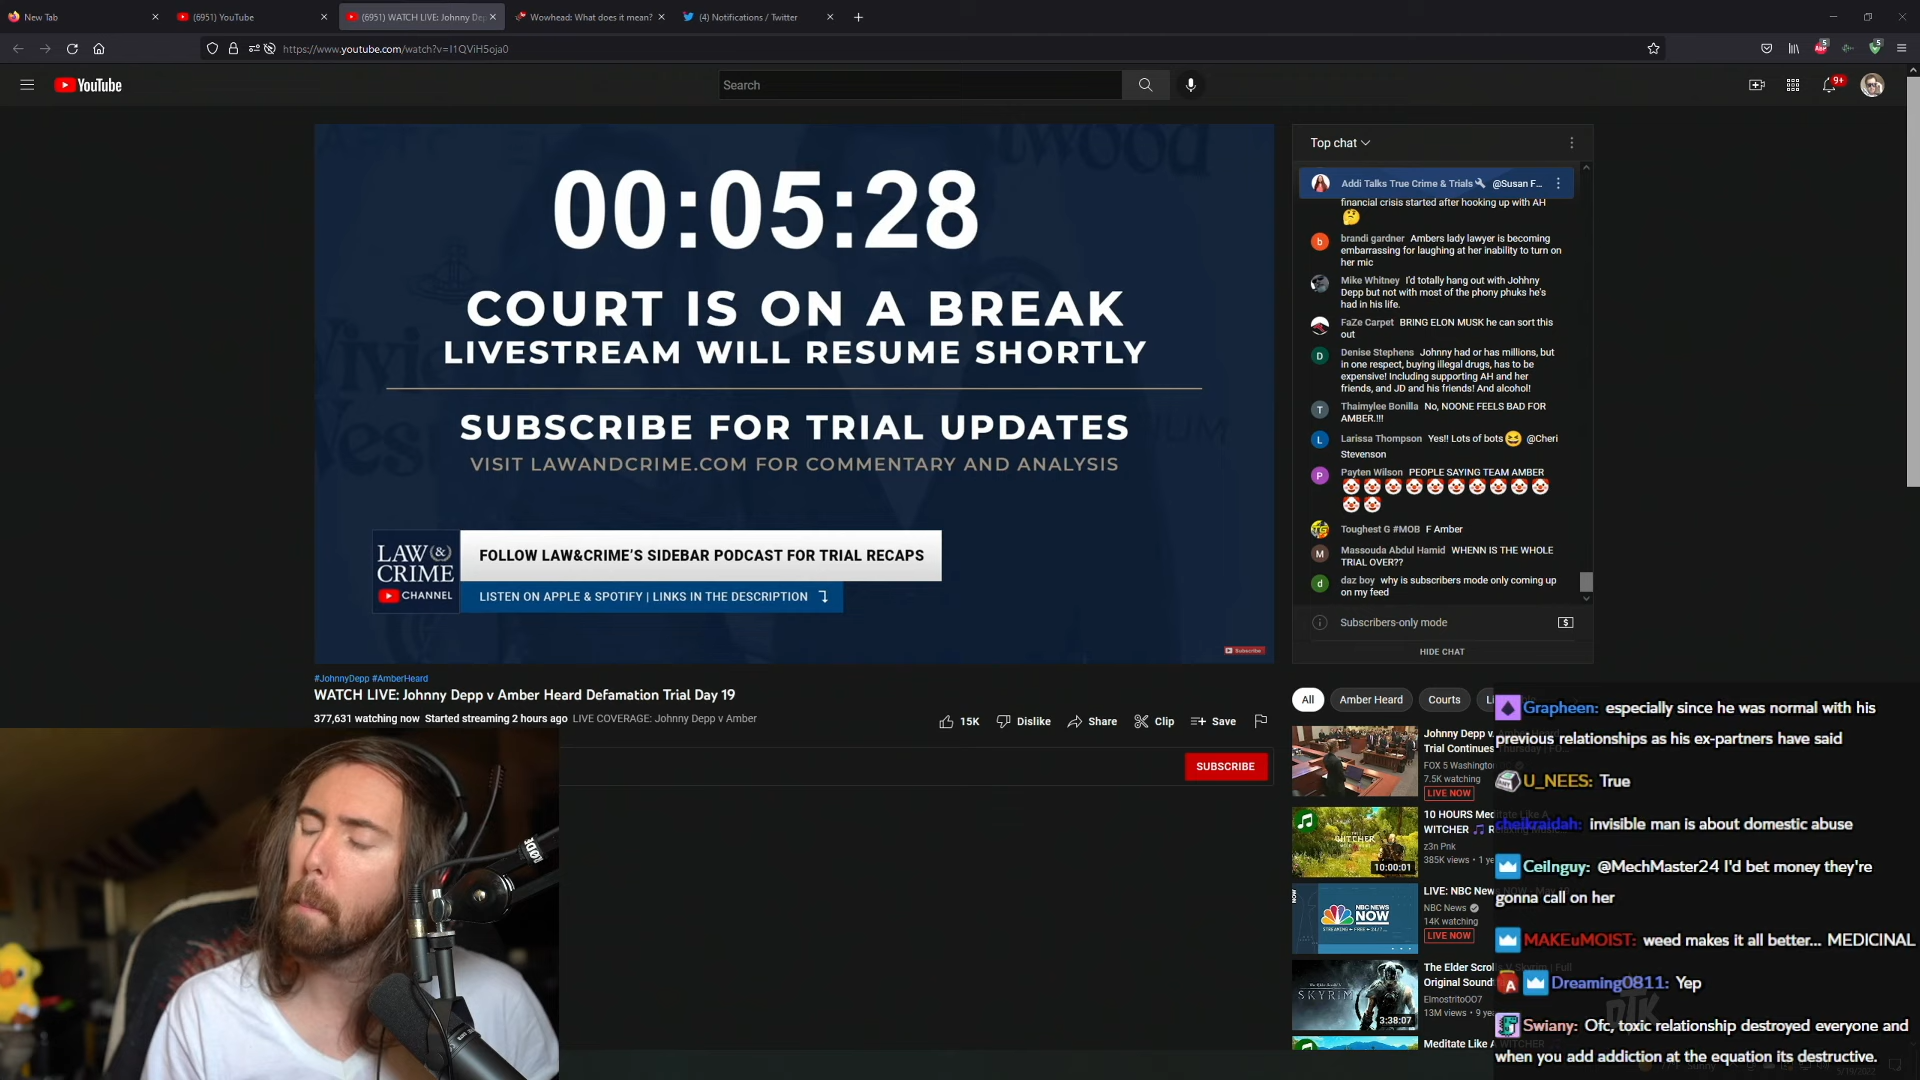 New Tab
(6951) YouTube
(6951) WATCH LIVE: Johnny Dep
Wowhead: What does it mean?
(4) Notifications / Twitter
https://www.youtube.com/watch?v=I1QViH5oja0
YouTube
Search
9+
00:05:28
COURT IS ON A BREAK
LIVESTREAM WILL RESUME SHORTLY
SUBSCRIBE FOR TRIAL UPDATES
VISIT LAWANDCRIME.COM FOR COMMENTARY AND ANALYSIS
LAW & CRIME
CHANNEL
FOLLOW LAW&CRIME'S SIDEBAR PODCAST FOR TRIAL RECAPS
LISTEN ON APPLE & SPOTIFY | LINKS IN THE DESCRIPTION
Subscribe
Top chat
Addi Talks True Crime & Trials @Susan F...
financial crisis started after hooking up with AH
brandi gardner Ambers lady lawyer is becoming
embarrassing for laughing at her inability to turn on
her mic
Mike Whitney I'd totally hang out with Johnny
Depp but not with most of the phony phuks he's
had in his life.
FaZe Carpet BRING ELON MUSK he can sort this
out
Denise Stephens Johnny had or has millions, but
in one respect, buying illegal drugs, has to be
expensive! Including supporting AH and her
friends, and JD and his friends! And alcohol!
Thaimylee Bonilla No, NOONE FEELS BAD FOR
AMBER.!!!
Larissa Thompson Yes!! Lots of bots @Cheri
Stevenson
Payten Wilson PEOPLE SAYING TEAM AMBER
Toughest G #MOB F Amber
Massouda Abdul Hamid WHENN IS THE WHOLE
TRIAL OVER??
daz boy why is subscribers mode only coming up
on my feed
Subscribers-only mode
HIDE CHAT
#JohnnyDepp #AmberHeard
WATCH LIVE: Johnny Depp v Amber Heard Defamation Trial Day 19
377,631 watching now Started streaming 2 hours ago LIVE COVERAGE: Johnny Depp v Amber
15K
Dislike
Share
Clip
Save
SUBSCRIBE
All
Amber Heard
Courts
Johnny Depp v.
Trial Continues
Thursday | FO
FOX 5 Washington
7.5K watching
LIVE NOW
10 HOURS Med
WITCHER
z3n Pnk
385K views • 1 ye
10:00:01
LIVE: NBC News
NBC News
14K watching
LIVE NOW
NBC NEWS
NOW
The Elder Scrol
Original Sound
Elmostrito007
13M views • 9 ye
SKYRIM
3:38:07
Meditate Like A
Grapheen: especially since he was normal with his
previous relationships as his ex-partners have said
U_NEES: True
cheikraidah: invisible man is about domestic abuse
Ceilnguy: @MechMaster24 I'd bet money they're
gonna call on her
MAKEuMOIST: weed makes it all better... MEDICINAL
Dreaming0811: Yep
Swiany: Ofc, toxic relationship destroyed everyone and
when you add addiction at the equation its destructive.
RØDE
5/19/2022